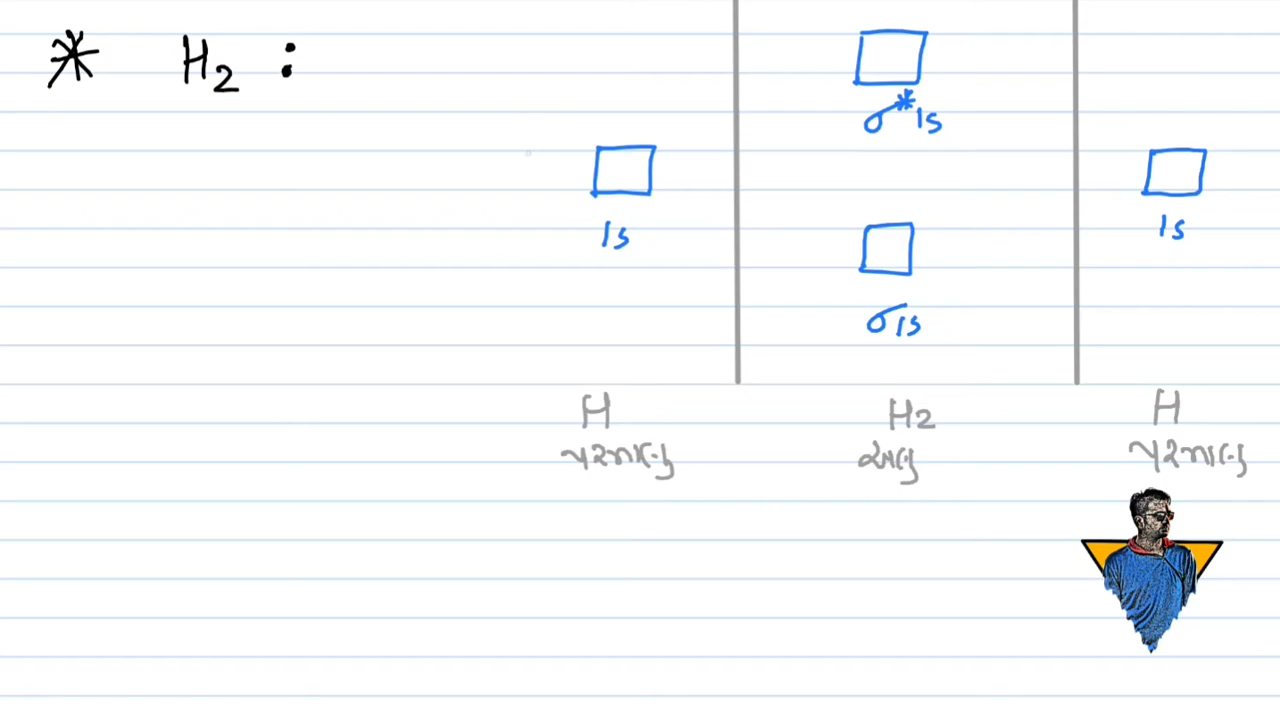 * H₂ :
σ*1s
1s 1s
σ1s
H H₂ H
પરમાણુ અણુ પરમાણુ